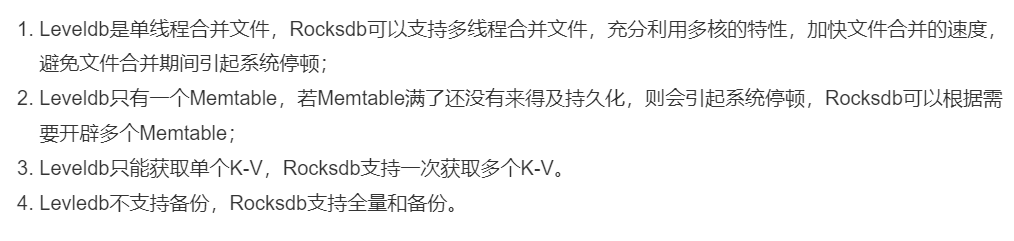 1. Leveldb是单线程合并文件，Rocksdb可以支持多线程合并文件，充分利用多核的特性，加快文件合并的速度，
避免文件合并期间引起系统停顿；
2. Leveldb只有一个Memtable，若Memtable满了还没有来得及持久化，则会引起系统停顿，Rocksdb可以根据需
要开辟多个Memtable；
3. Leveldb只能获取单个K-V，Rocksdb支持一次获取多个K-V。
4. Levledb不支持备份，Rocksdb支持全量和备份。